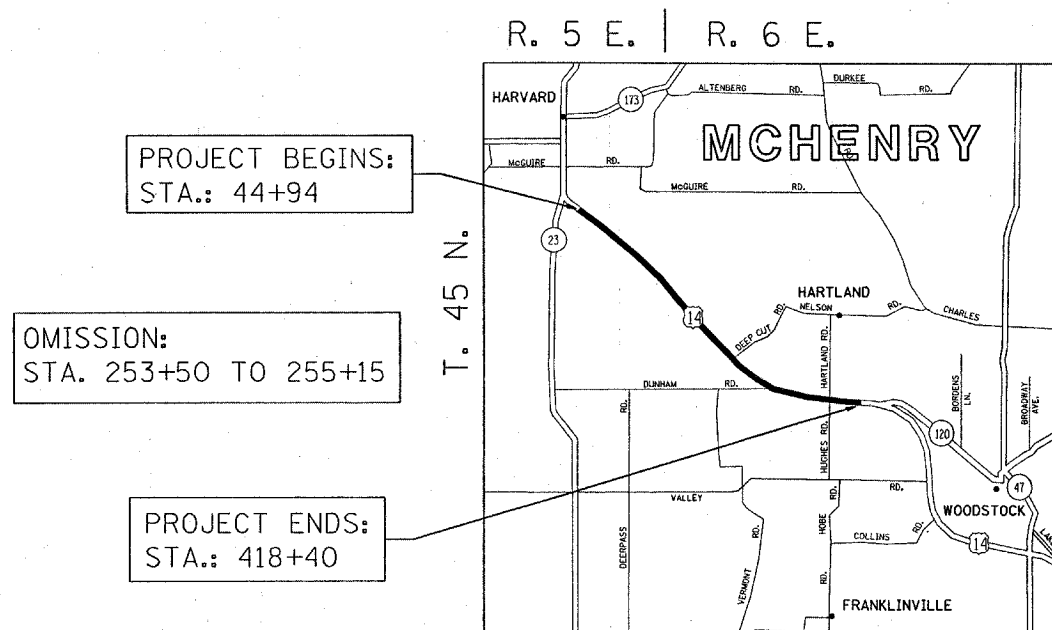 R. 5 E. | R. 6 E.
DURKEE
RD.
ALTENBERG RD.
HARVARD
173
MCHENRY
RD.
PROJECT BEGINS:
STA.: 44+94
McGUIRE RD.
McGUIRE RD.
23
T. 45 N.
HARTLAND
NELSON RD.
CHARLES
14
DEEP CUT RD.
HARTLAND RD.
OMISSION:
STA. 253+50 TO 255+15
DUNHAM RD.
BORDENS LN.
BROADWAY AVE.
RD.
HUGHES RD.
120
47
VALLEY RD.
WOODSTOCK
PROJECT ENDS:
STA.: 418+40
DEERPASS
VERMONT RD.
HOBE RD.
RD.
COLLINS RD.
14
FRANKLINVILLE